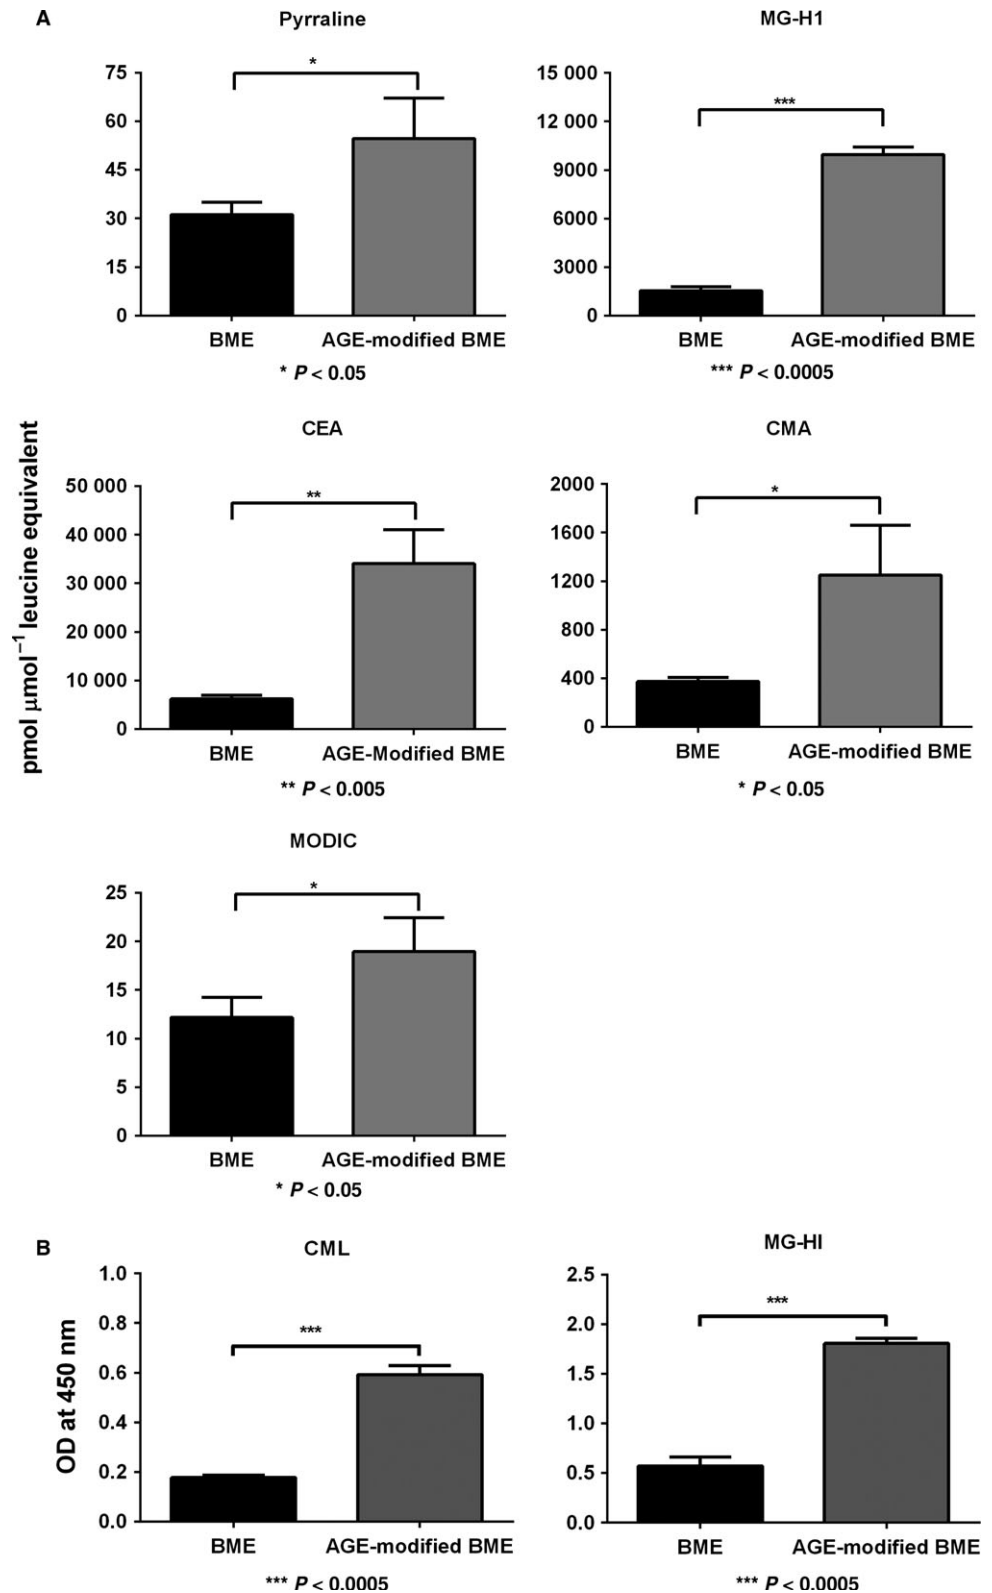 A
Pyrraline
*
75
60
45
30
15
0
BME AGE-modified BME
* P < 0.05
MG-H1
***
15 000
12 000
9000
6000
3000
0
BME AGE-modified BME
*** P < 0.0005
pmol µmol⁻¹ leucine equivalent
CEA
**
50 000
40 000
30 000
20 000
10 000
0
BME AGE-Modified BME
** P < 0.005
CMA
*
2000
1600
1200
800
400
0
BME AGE-modified BME
* P < 0.05
MODIC
*
25
20
15
10
5
0
BME AGE-modified BME
* P < 0.05
B
OD at 450 nm
CML
***
1.0
0.8
0.6
0.4
0.2
0.0
BME AGE-modified BME
*** P < 0.0005
MG-HI
***
2.5
2.0
1.5
1.0
0.5
0.0
BME AGE-modified BME
*** P < 0.0005